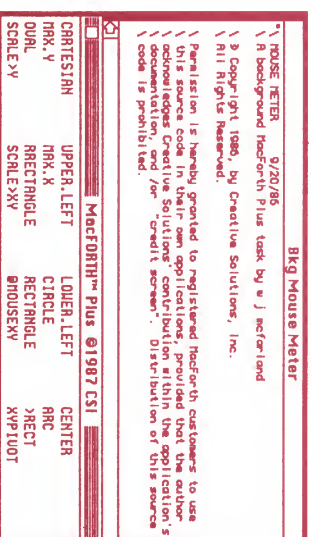 Bkg Mouse Meter
"\ MOUSE METER 9/20/86
\ A background MacForth Plus task by w j mcfarland
\ © Copyright 1986, by Creative Solutions, Inc.
\ All Rights Reserved.
\ Permission is hereby granted to registered MacForth customers to use
\ this source code in their own applications, provided that the author
\ acknowledges Creative Solutions' contribution within the application's
\ documentation, and/or "credit screen". Distribution of this source
\ code is prohibited.
MacFORTH™ Plus ©1987 CSI
CARTESIAN UPPER.LEFT LOWER.LEFT CENTER
MAX.Y MAX.X CIRCLE ARC
OVAL RRECTANGLE RECTANGLE >RECT
SCALE>Y SCALE>XY @MOUSEXY XYPIVOT